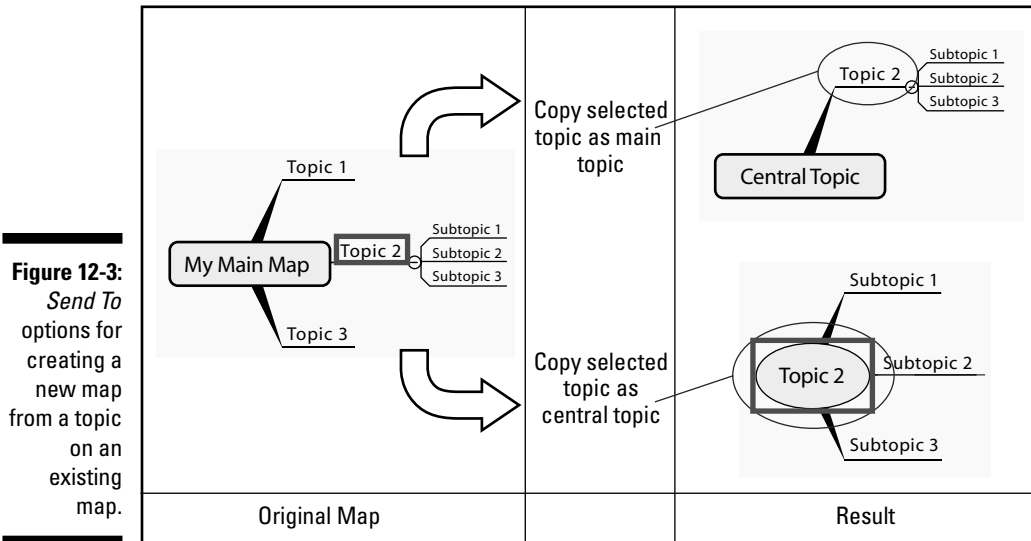 Figure 12-3:
Send To
options for
creating a
new map
from a topic
on an
existing
map.
Topic 1
My Main Map
Topic 2
Subtopic 1
Subtopic 2
Subtopic 3
Topic 3
Original Map
Copy selected
topic as main
topic
Copy selected
topic as
central topic
Topic 2
Subtopic 1
Subtopic 2
Subtopic 3
Central Topic
Subtopic 1
Topic 2
Subtopic 2
Subtopic 3
Result